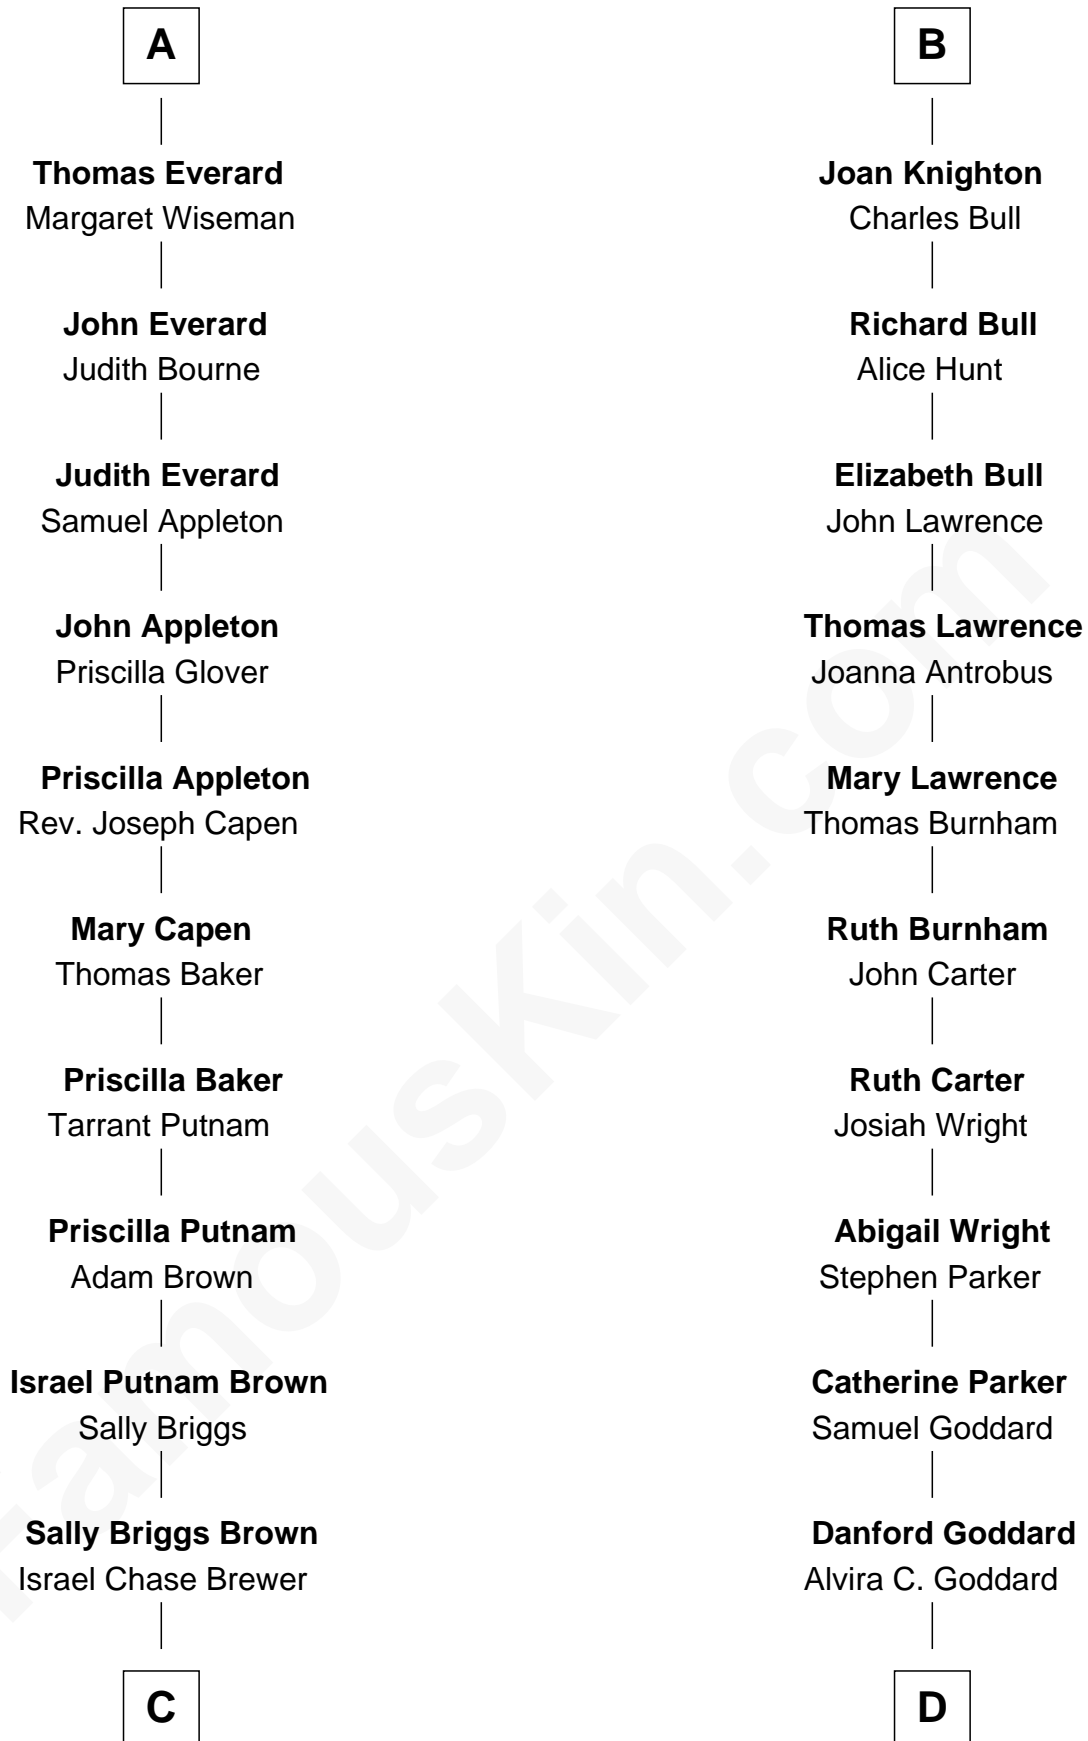 A
Thomas Everard
Margaret Wiseman
John Everard
Judith Bourne
Judith Everard
Samuel Appleton
John Appleton
Priscilla Glover
Priscilla Appleton
Rev. Joseph Capen
Mary Capen
Thomas Baker
Priscilla Baker
Tarrant Putnam
Priscilla Putnam
Adam Brown
Israel Putnam Brown
Sally Briggs
Sally Briggs Brown
Israel Chase Brewer
C
B
Joan Knighton
Charles Bull
Richard Bull
Alice Hunt
Elizabeth Bull
John Lawrence
Thomas Lawrence
Joanna Antrobus
Mary Lawrence
Thomas Burnham
Ruth Burnham
John Carter
Ruth Carter
Josiah Wright
Abigail Wright
Stephen Parker
Catherine Parker
Samuel Goddard
Danford Goddard
Alvira C. Goddard
D
FamousKin.com